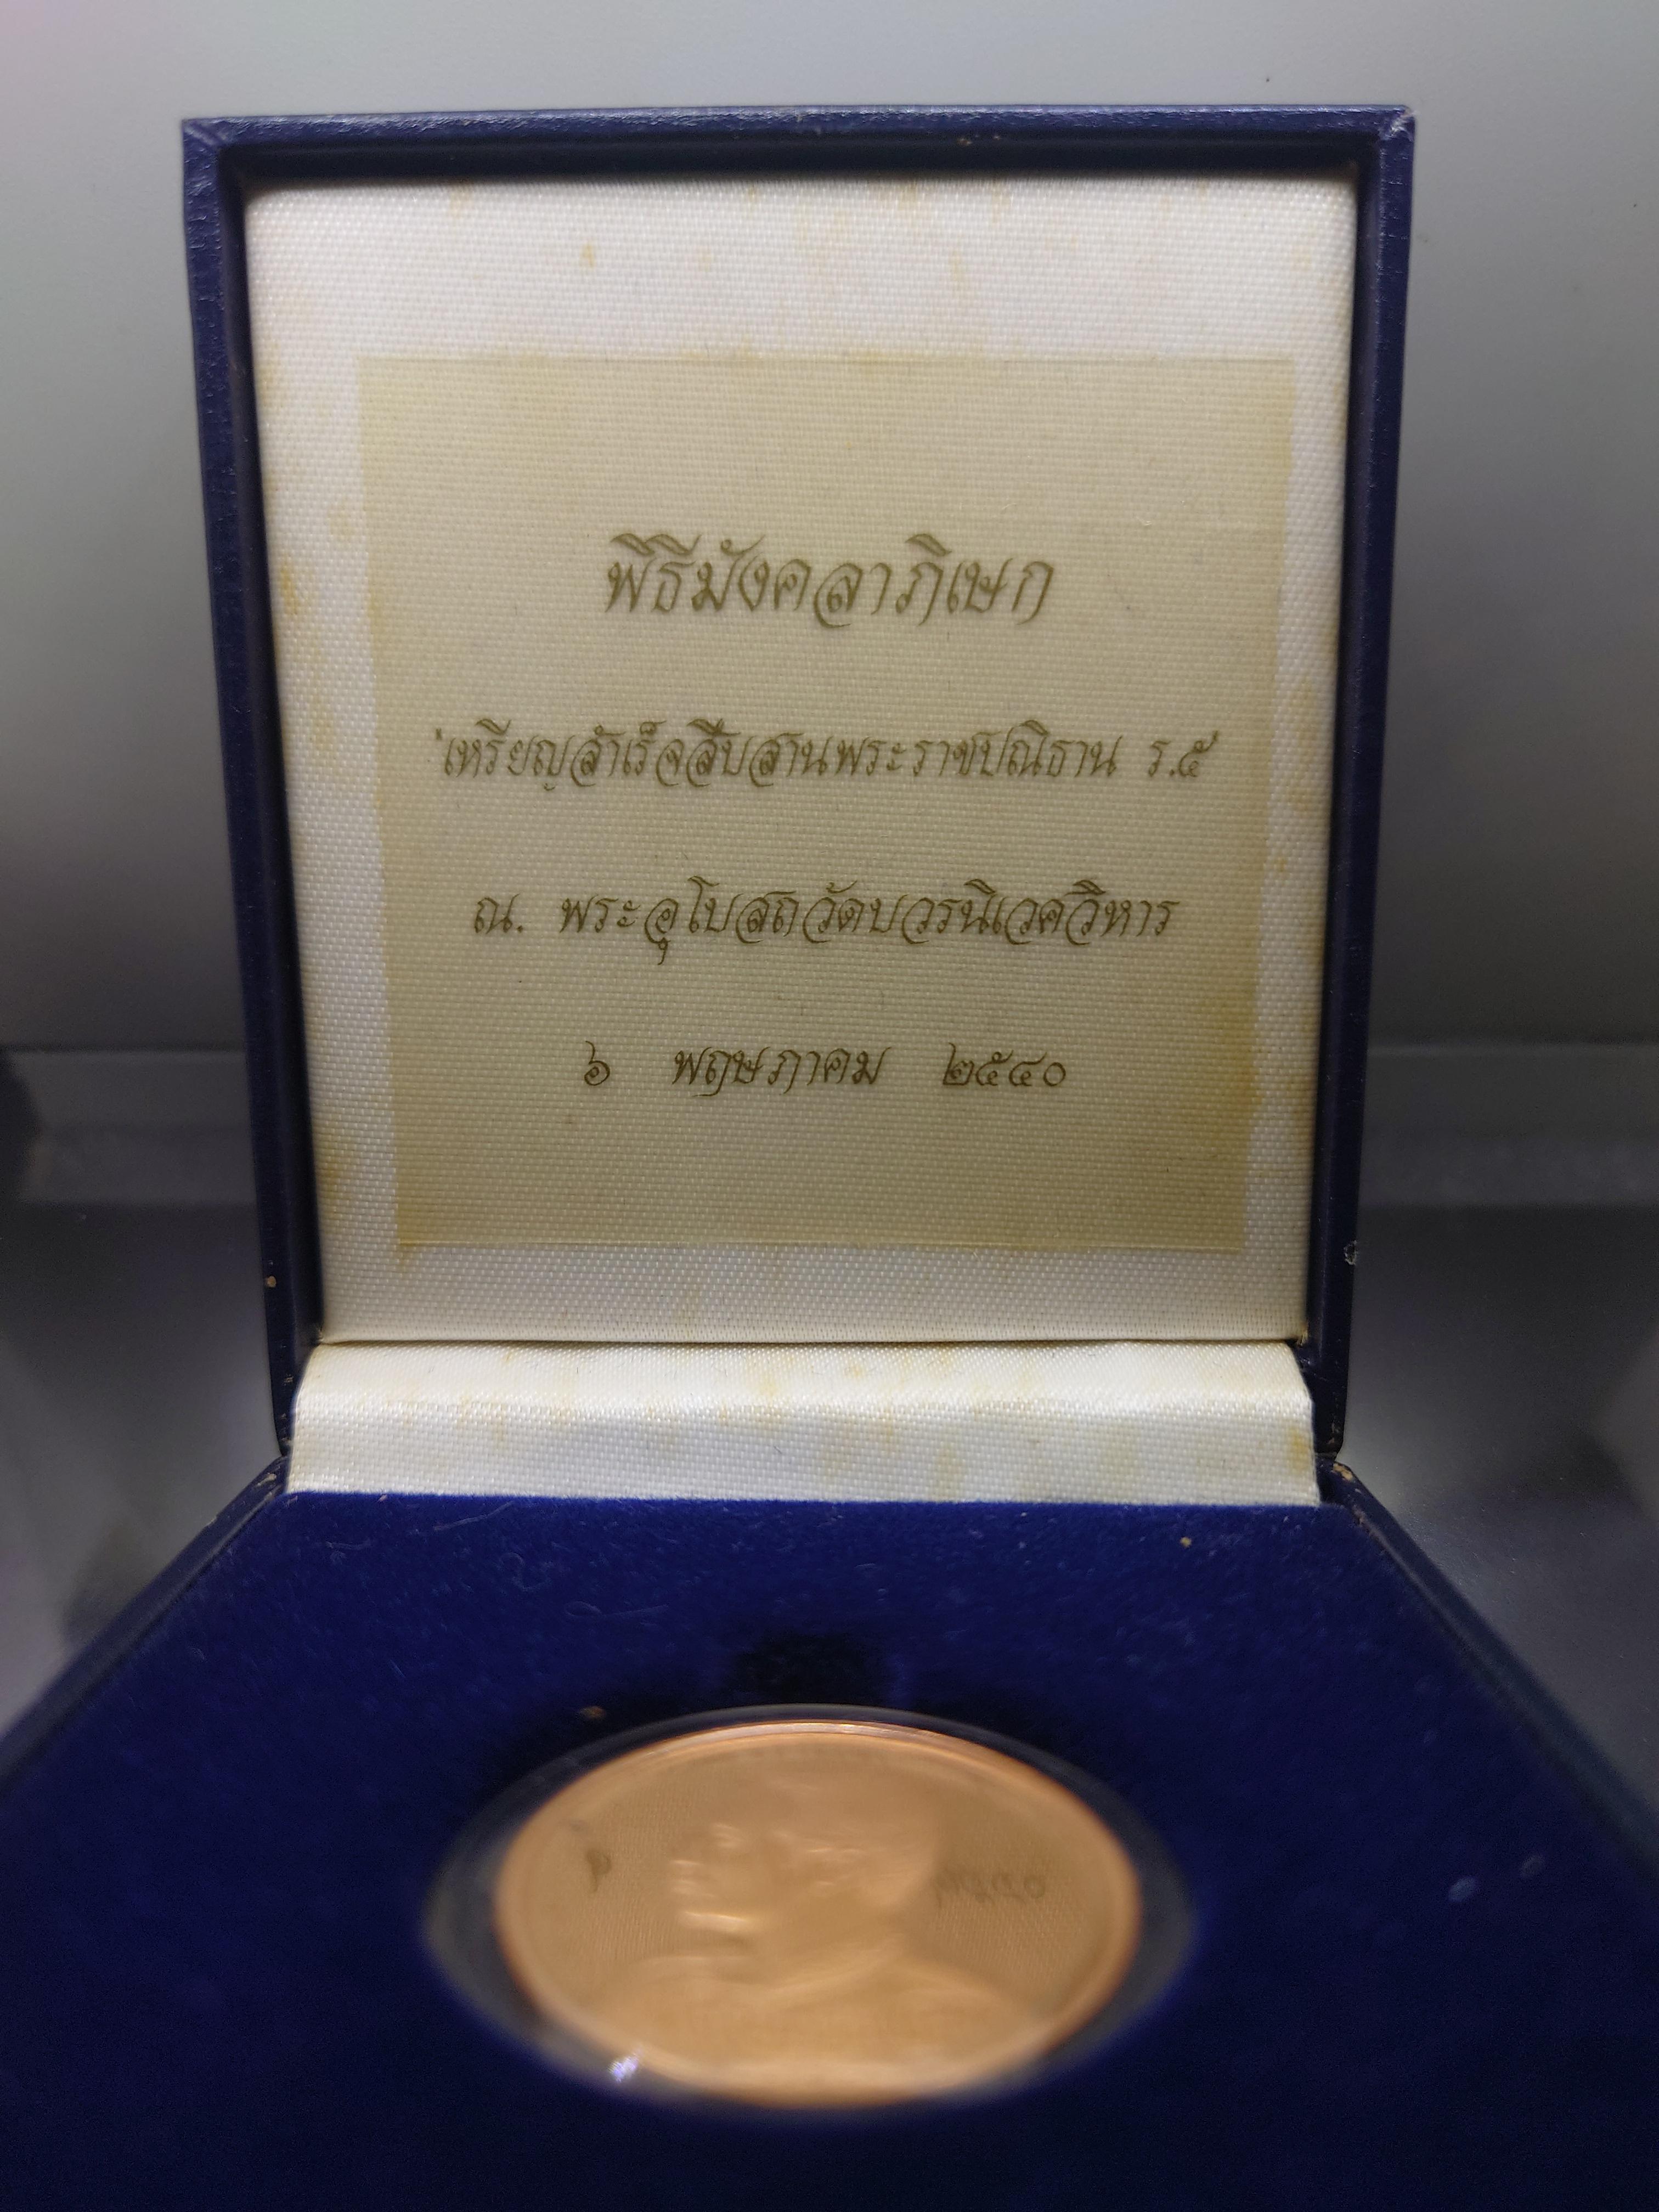 พิธีมังคลาภิเษก
"เหรียญสำเร็จสืบสานพระราชปณิธาน ร.๕"
ณ. พระอุโบสถวัดบวรนิเวศวิหาร
๖ พฤษภาคม ๒๕๔๐